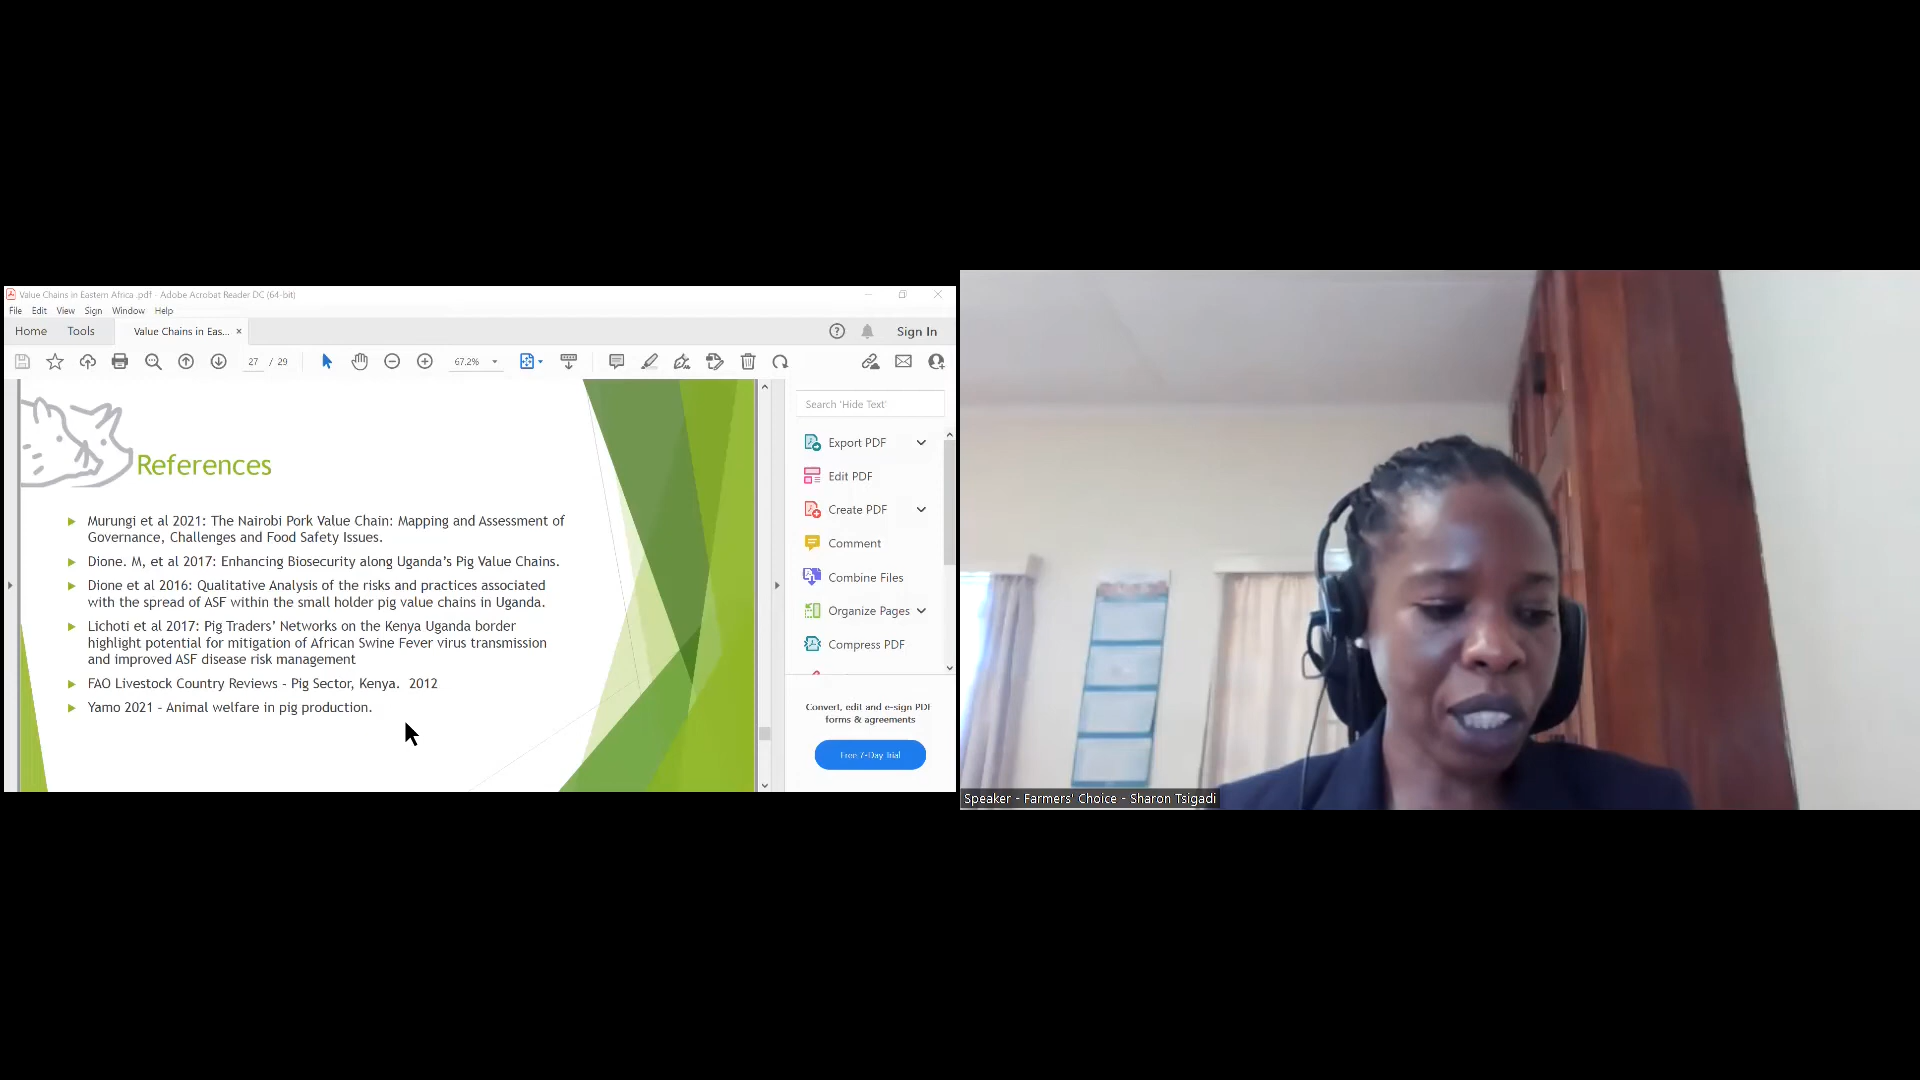 Value Chains in Eastern Africa .pdf - Adobe Acrobat Reader DC (64-bit)
File Edit View Sign Window Help
Home Tools Value Chains in Eas... × Sign In
27 / 29 67.2%
References
Murungi et al 2021: The Nairobi Pork Value Chain: Mapping and Assessment of
Governance, Challenges and Food Safety Issues.
Dione. M, et al 2017: Enhancing Biosecurity along Uganda's Pig Value Chains.
Dione et al 2016: Qualitative Analysis of the risks and practices associated
with the spread of ASF within the small holder pig value chains in Uganda.
Lichoti et al 2017: Pig Traders' Networks on the Kenya Uganda border
highlight potential for mitigation of African Swine Fever virus transmission
and improved ASF disease risk management
FAO Livestock Country Reviews - Pig Sector, Kenya. 2012
Yamo 2021 - Animal welfare in pig production.
Search 'Hide Text'
Export PDF
Edit PDF
Create PDF
Comment
Combine Files
Organize Pages
Compress PDF
Convert, edit and e-sign PDF
forms & agreements
Free 7-Day Trial
Speaker - Farmers' Choice - Sharon Tsigadi